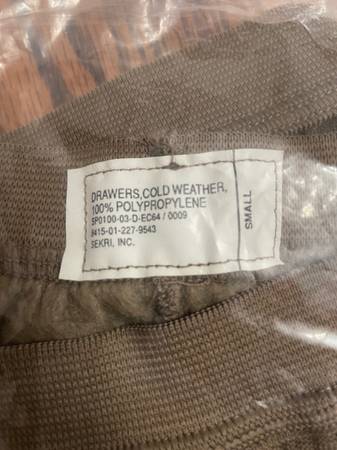 DRAWERS, COLD WEATHER,
100% POLYPROPYLENE
SP0100-03-D-EC64 / 0009
8415-01-227-9543
SEKRI, INC.
SMALL